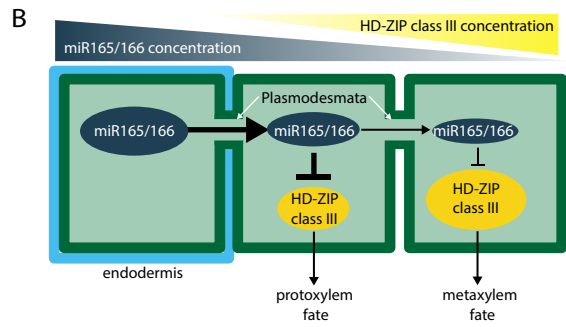 B
HD-ZIP class III concentration
miR165/166 concentration
Plasmodesmata
miR165/166
miR165/166
miR165/166
HD-ZIP
class III
HD-ZIP
class III
endodermis
protoxylem
fate
metaxylem
fate